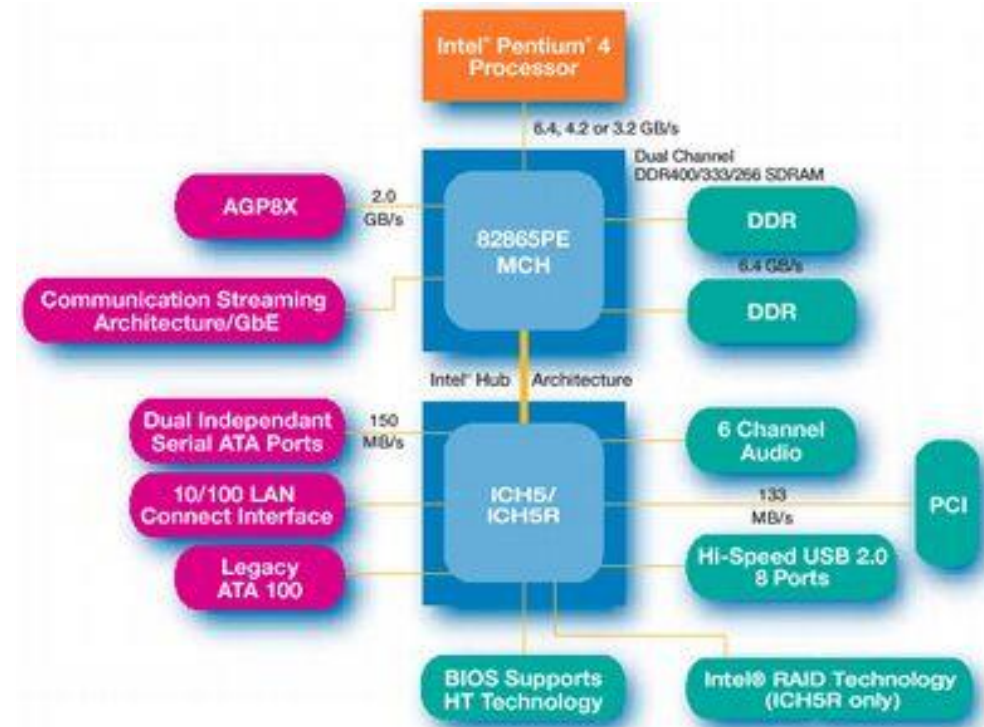 Intel® Pentium® 4
Processor
6.4, 4.2 or 3.2 GB/s
Dual Channel
DDR400/333/266 SDRAM
AGP8X
2.0
GB/s
82865PE
MCH
DDR
6.4 GB/s
DDR
Communication Streaming
Architecture/GbE
Intel® Hub Architecture
Dual Independant
Serial ATA Ports
150
MB/s
6 Channel
Audio
10/100 LAN
Connect Interface
ICH5/
ICH5R
133
MB/s
PCI
Legacy
ATA 100
Hi-Speed USB 2.0
8 Ports
BIOS Supports
HT Technology
Intel® RAID Technology
(ICH5R only)